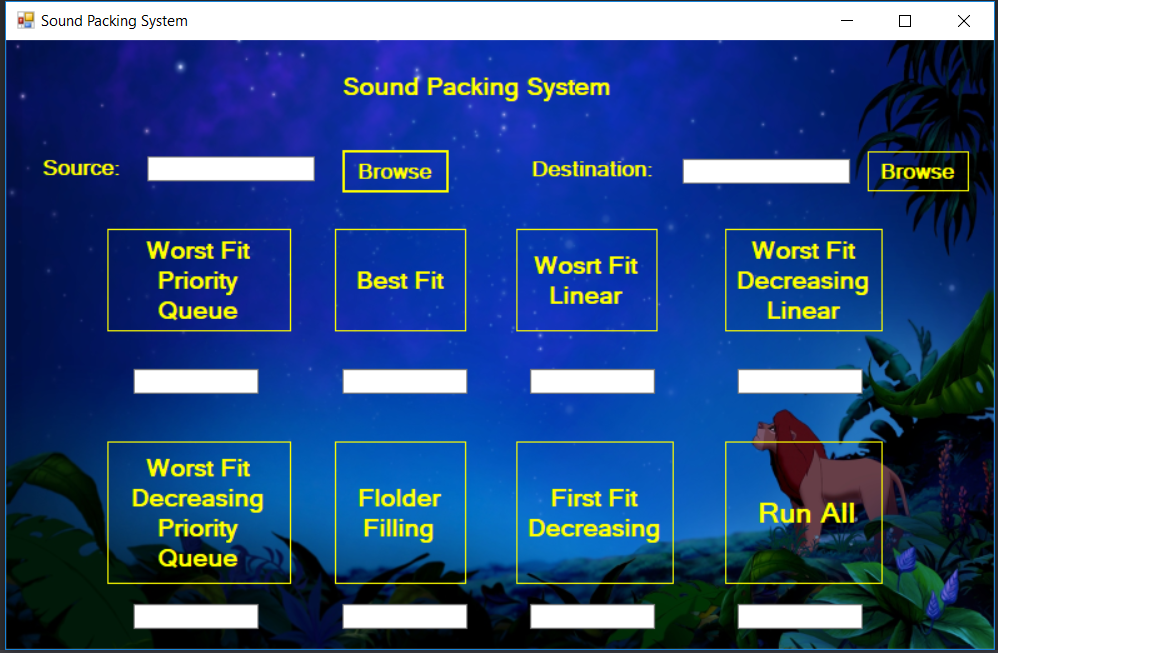 Sound Packing System
Sound Packing System
Source:
Browse
Destination:
Browse
Worst Fit
Priority
Queue
Best Fit
Wosrt Fit
Linear
Worst Fit
Decreasing
Linear
Worst Fit
Decreasing
Priority
Queue
Flolder
Filling
First Fit
Decreasing
Run All